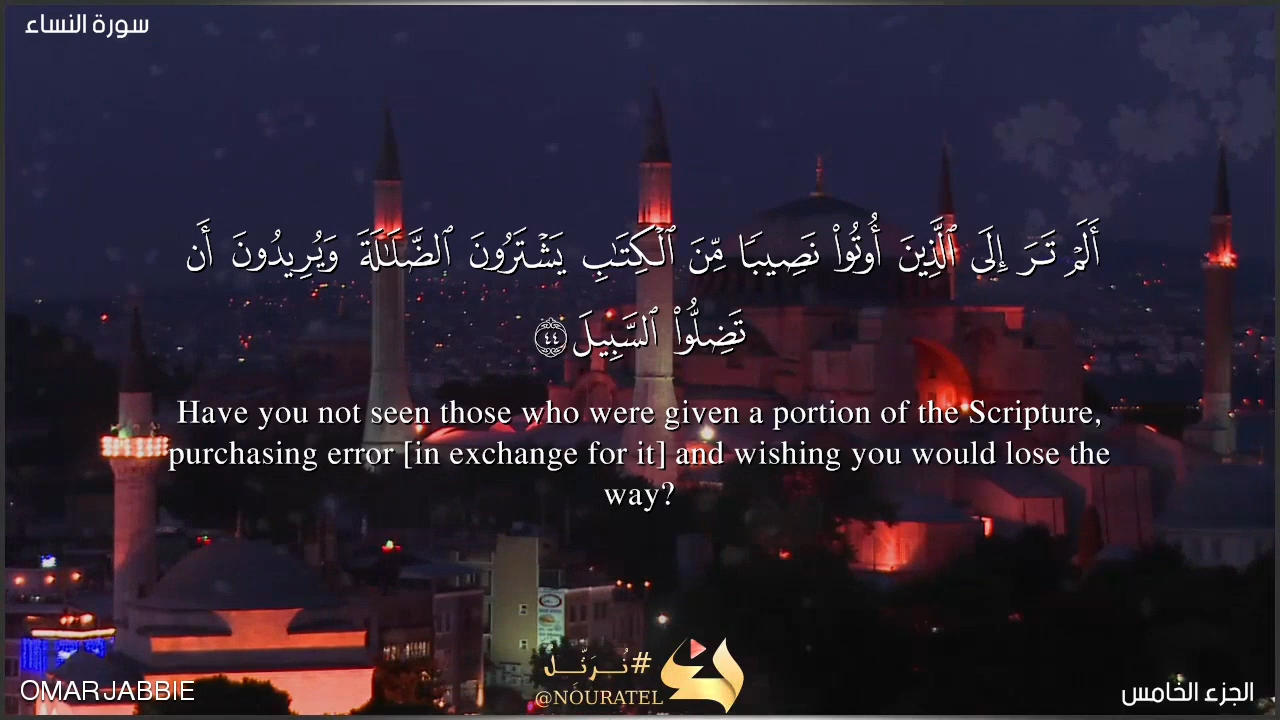 سورة النساء
أَلَمْ تَرَ إِلَى ٱلَّذِينَ أُوتُوا۟ نَصِيبًا مِّنَ ٱلْكِتَـٰبِ يَشْتَرُونَ ٱلضَّلَـٰلَةَ وَيُرِيدُونَ أَن
تَضِلُّوا۟ ٱلسَّبِيلَ ٤٤
Have you not seen those who were given a portion of the Scripture,
purchasing error [in exchange for it] and wishing you would lose the
way?
#نُرَتِّل
@NOURATEL
OMAR JABBIE
الجزء الخامس